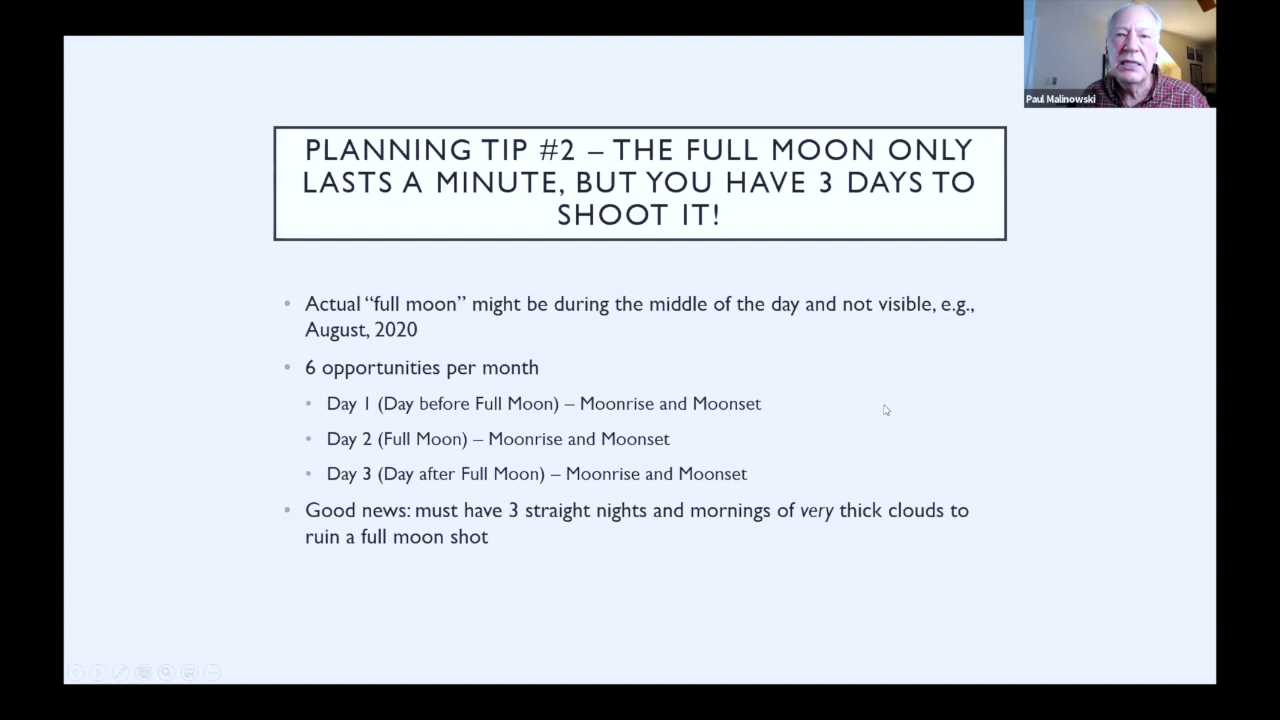 Paul Malinowski
PLANNING TIP #2 – THE FULL MOON ONLY
LASTS A MINUTE, BUT YOU HAVE 3 DAYS TO
SHOOT IT!
• Actual “full moon” might be during the middle of the day and not visible, e.g.,
August, 2020
• 6 opportunities per month
• Day 1 (Day before Full Moon) – Moonrise and Moonset
• Day 2 (Full Moon) – Moonrise and Moonset
• Day 3 (Day after Full Moon) – Moonrise and Moonset
• Good news: must have 3 straight nights and mornings of very thick clouds to
ruin a full moon shot